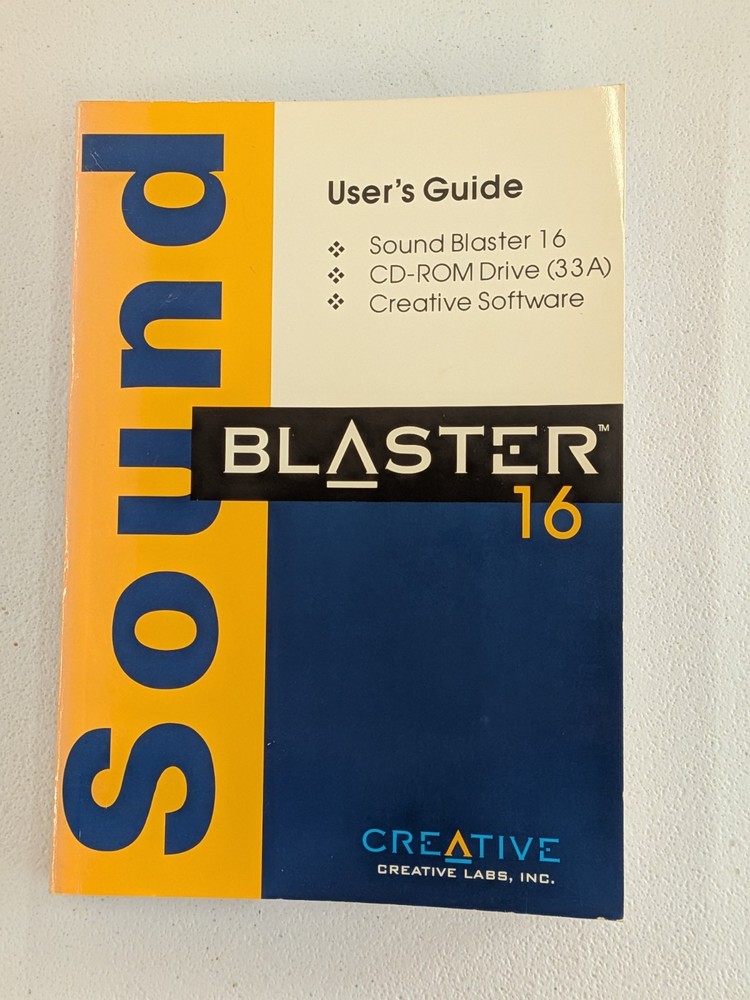 Sound
User's Guide
❖ Sound Blaster 16
❖ CD-ROM Drive (33A)
❖ Creative Software
BLASTER™
16
CREATIVE
CREATIVE LABS, INC.